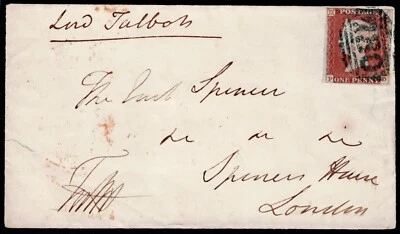 Lord Talbot
POSTAGE
ONE PENNY
The Earl Spencer
&c &c &c
Spencer House
London